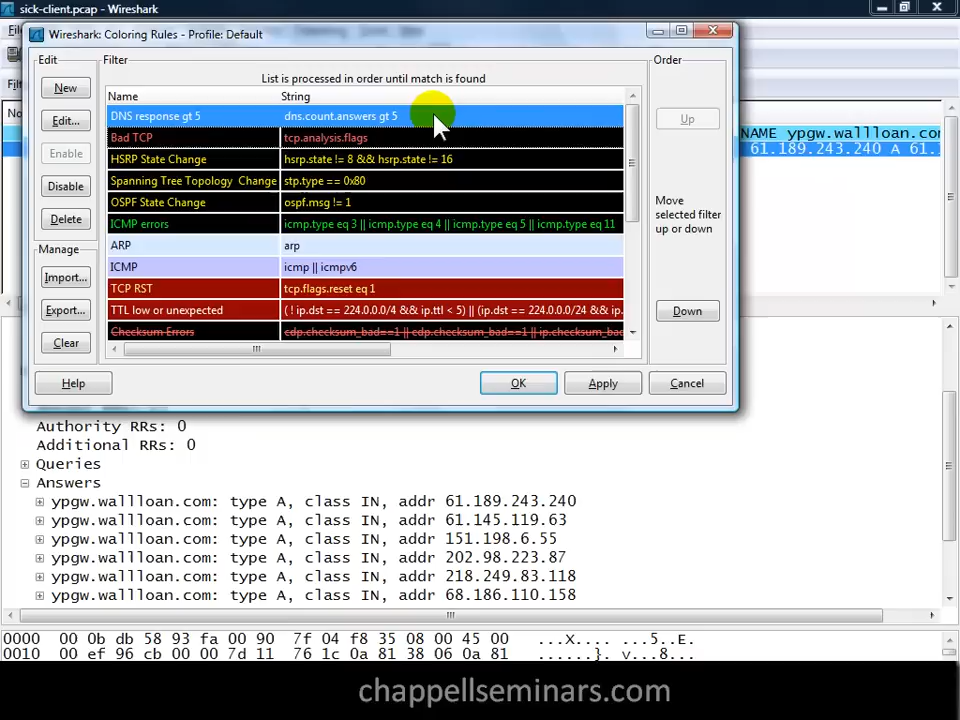 sick-client.pcap - Wireshark
Wireshark: Coloring Rules - Profile: Default
Edit
Filter
Order
List is processed in order until match is found
New
Name String
DNS response gt 5 dns.count.answers gt 5
Up
Edit...
Bad TCP tcp.analysis.flags
NAME ypgw.wallloan.com
61.189.243.240 A 61.1
Enable
HSRP State Change hsrp.state != 8 && hsrp.state != 16
Disable
Spanning Tree Topology Change stp.type == 0x80
OSPF State Change ospf.msg != 1
Move
selected filter
up or down
Delete
ICMP errors icmp.type eq 3 || icmp.type eq 4 || icmp.type eq 5 || icmp.type eq 11
Manage
ARP arp
Import...
ICMP icmp || icmpv6
TCP RST tcp.flags.reset eq 1
Export...
TTL low or unexpected ( ! ip.dst == 224.0.0.0/4 && ip.ttl < 5) || (ip.dst == 224.0.0.0/24 && ip.
Down
Checksum Errors cdp.checksum_bad==1 || edp.checksum_bad==1 || ip.checksum_bad
Clear
Help
OK
Apply
Cancel
Authority RRs: 0
Additional RRs: 0
Queries
Answers
ypgw.wallloan.com: type A, class IN, addr 61.189.243.240
ypgw.wallloan.com: type A, class IN, addr 61.145.119.63
ypgw.wallloan.com: type A, class IN, addr 151.198.6.55
ypgw.wallloan.com: type A, class IN, addr 202.98.223.87
ypgw.wallloan.com: type A, class IN, addr 218.249.83.118
ypgw.wallloan.com: type A, class IN, addr 68.186.110.158
0000 00 0b db 58 93 fa 00 90 7f 04 f8 35 08 00 45 00 ...X.... ...5..E.
0010 00 ef 96 cb 00 00 7d 11 76 1c 0a 81 38 06 0a 81 ......}. v...8...
chappellseminars.com